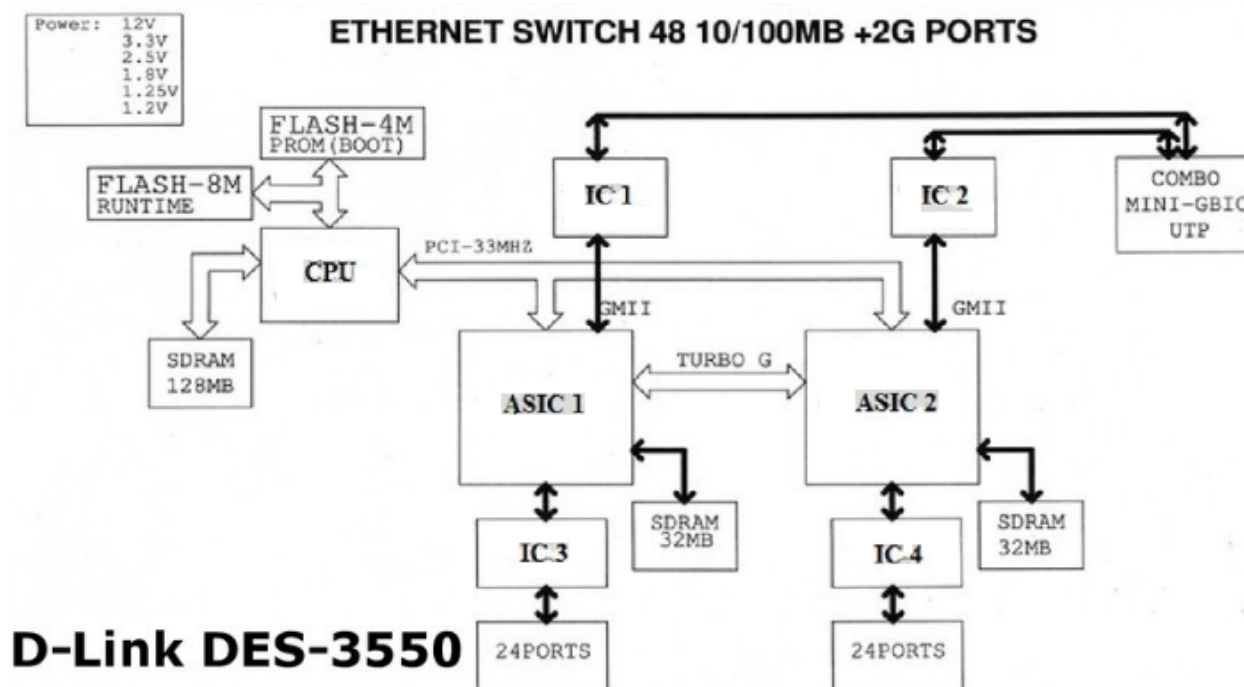 Power: 12V
3.3V
2.5V
1.8V
1.25V
1.2V
ETHERNET SWITCH 48 10/100MB +2G PORTS
FLASH-4M
PROM(BOOT)
FLASH-8M
RUNTIME
IC 1
IC 2
COMBO
MINI-GBIC
UTP
CPU
PCI-33MHZ
GMII
GMII
SDRAM
128MB
TURBO G
ASIC 1
ASIC 2
SDRAM
32MB
SDRAM
32MB
IC 3
IC 4
D-Link DES-3550
24PORTS
24PORTS